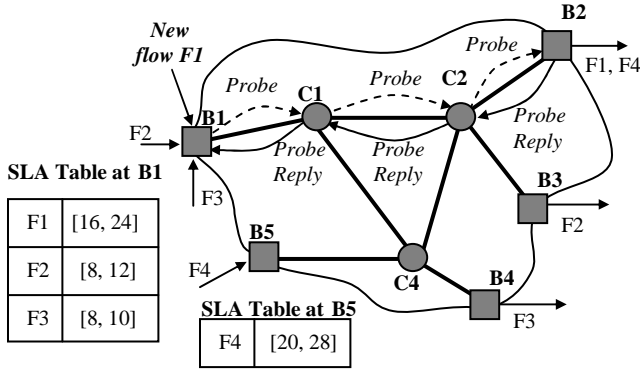 New
flow F1
B2
Probe
F1, F4
Probe
Probe
C2
C1
B1
Probe
Reply
F2
Probe
Reply
Probe
Reply
SLA Table at B1
F3
B3
F2
F1 [16, 24]
F2 [8, 12]
F3 [8, 10]
B5
F4
C4
B4
F3
SLA Table at B5
F4 [20, 28]